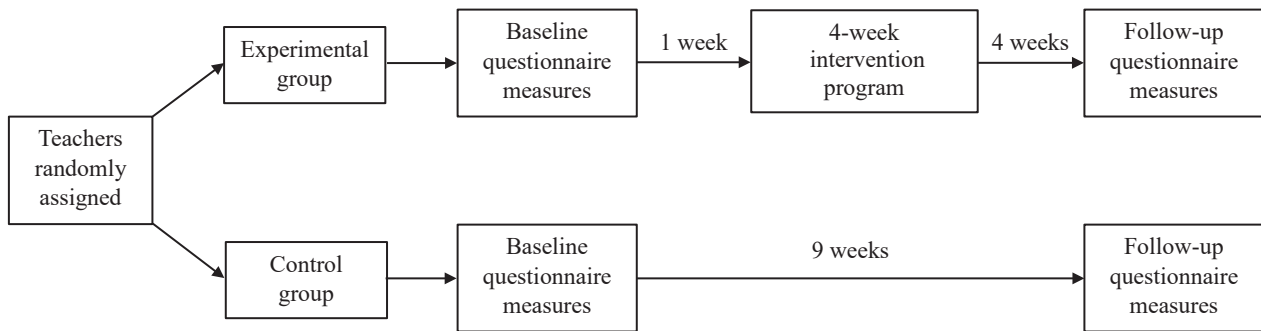 Teachers
randomly
assigned
Experimental
group
Baseline
questionnaire
measures
1 week
4-week
intervention
program
4 weeks
Follow-up
questionnaire
measures
Control
group
Baseline
questionnaire
measures
9 weeks
Follow-up
questionnaire
measures